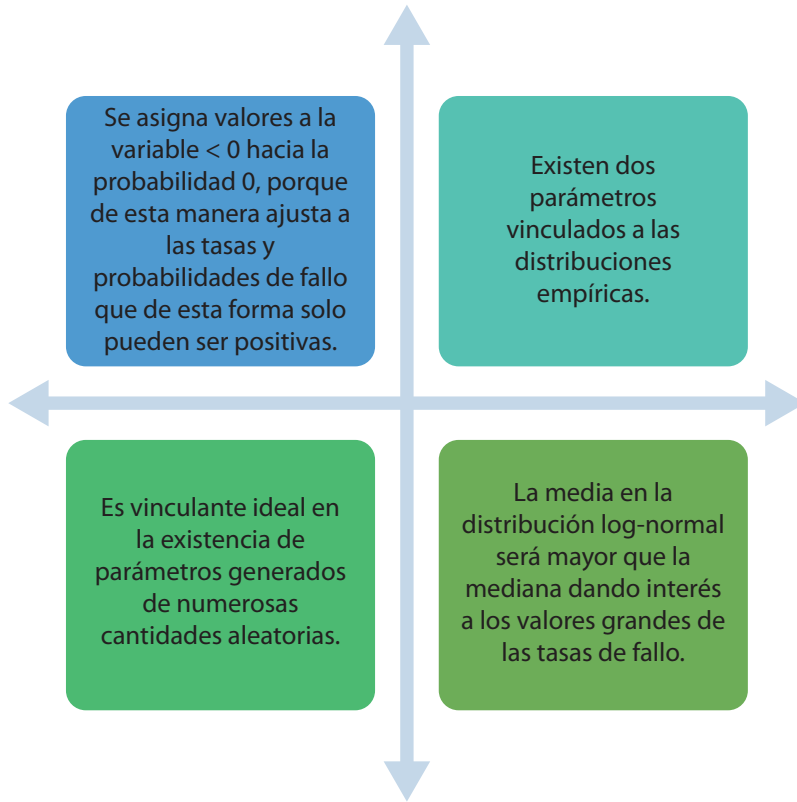 Se asigna valores a la
variable < 0 hacia la
probabilidad 0, porque
de esta manera ajusta a
las tasas y
probabilidades de fallo
que de esta forma solo
pueden ser positivas.
Existen dos
parámetros
vinculados a las
distribuciones
empíricas.
Es vinculante ideal en
la existencia de
parámetros generados
de numerosas
cantidades aleatorias.
La media en la
distribución log-normal
será mayor que la
mediana dando interés
a los valores grandes de
las tasas de fallo.